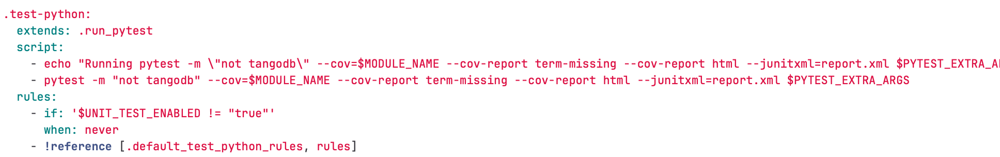 .test-python:
  extends: .run_pytest
  script:
    - echo "Running pytest -m \"not tangodb\" --cov=$MODULE_NAME --cov-report term-missing --cov-report html --junitxml=report.xml
    - pytest -m "not tangodb" --cov=$MODULE_NAME --cov-report term-missing --cov-report html --junitxml=report.xml $PYTEST_EXTRA_ARGS
  rules:
    - if: '$UNIT_TEST_ENABLED != "true"'
      when: never
    - !reference [.default_test_python_rules, rules]